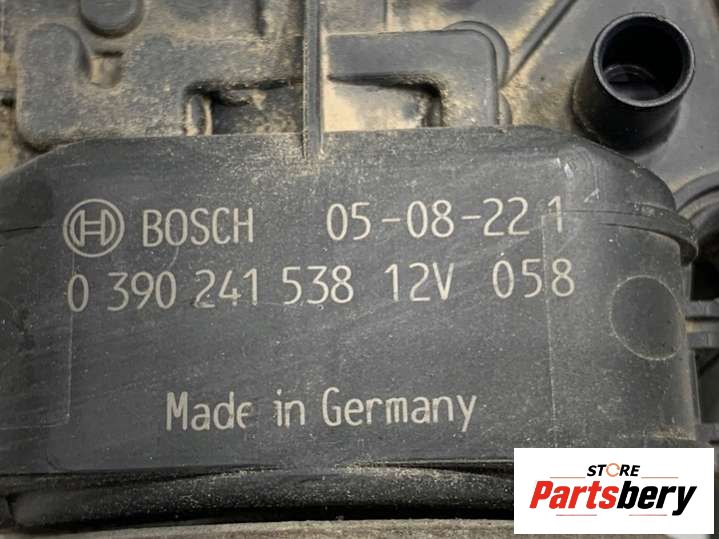 BOSCH 05-08-22 1
0 390 241 538 12V 058
Made in Germany
STORE
Partsbery